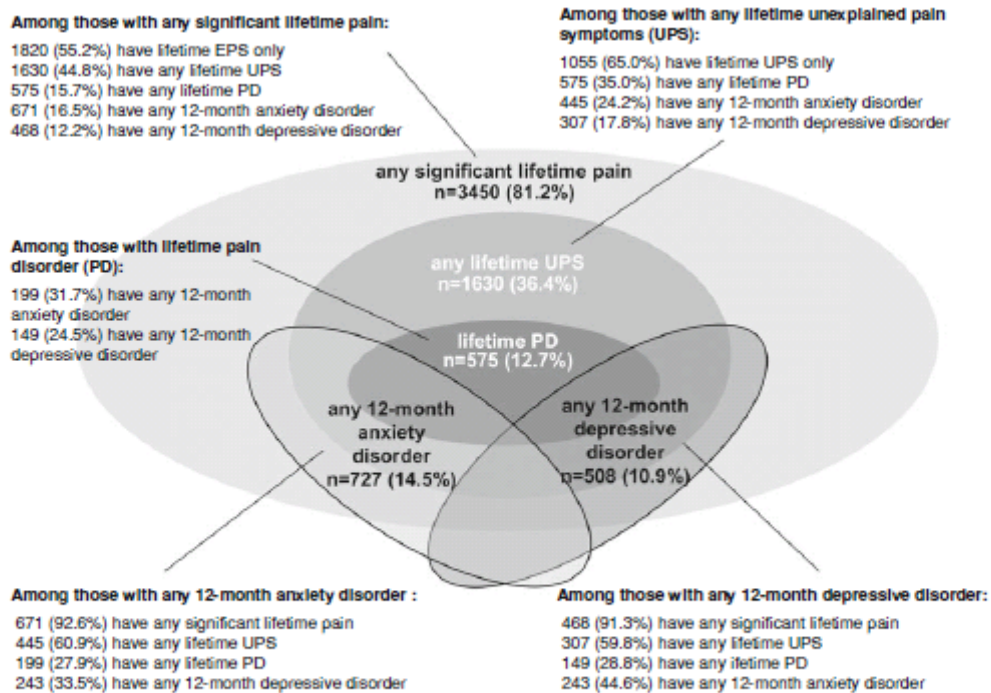 Among those with any significant lifetime pain:
1820 (55.2%) have lifetime EPS only
1630 (44.8%) have any lifetime UPS
575 (15.7%) have any lifetime PD
671 (16.5%) have any 12-month anxiety disorder
468 (12.2%) have any 12-month depressive disorder
Among those with any lifetime unexplained pain
symptoms (UPS):
1055 (65.0%) have lifetime UPS only
575 (35.0%) have any lifetime PD
445 (24.2%) have any 12-month anxiety disorder
307 (17.8%) have any 12-month depressive disorder
any significant lifetime pain
n=3450 (81.2%)
Among those with lifetime pain
disorder (PD):
199 (31.7%) have any 12-month
anxiety disorder
149 (24.5%) have any 12-month
depressive disorder
any lifetime UPS
n=1630 (36.4%)
lifetime PD
n=575 (12.7%)
any 12-month
anxiety
disorder
n=727 (14.5%)
any 12-month
depressive
disorder
n=508 (10.9%)
Among those with any 12-month anxiety disorder :
671 (92.6%) have any significant lifetime pain
445 (60.9%) have any lifetime UPS
199 (27.9%) have any lifetime PD
243 (33.5%) have any 12-month depressive disorder
Among those with any 12-month depressive disorder:
468 (91.3%) have any significant lifetime pain
307 (59.8%) have any lifetime UPS
149 (28.8%) have any ifetime PD
243 (44.6%) have any 12-month anxiety disorder